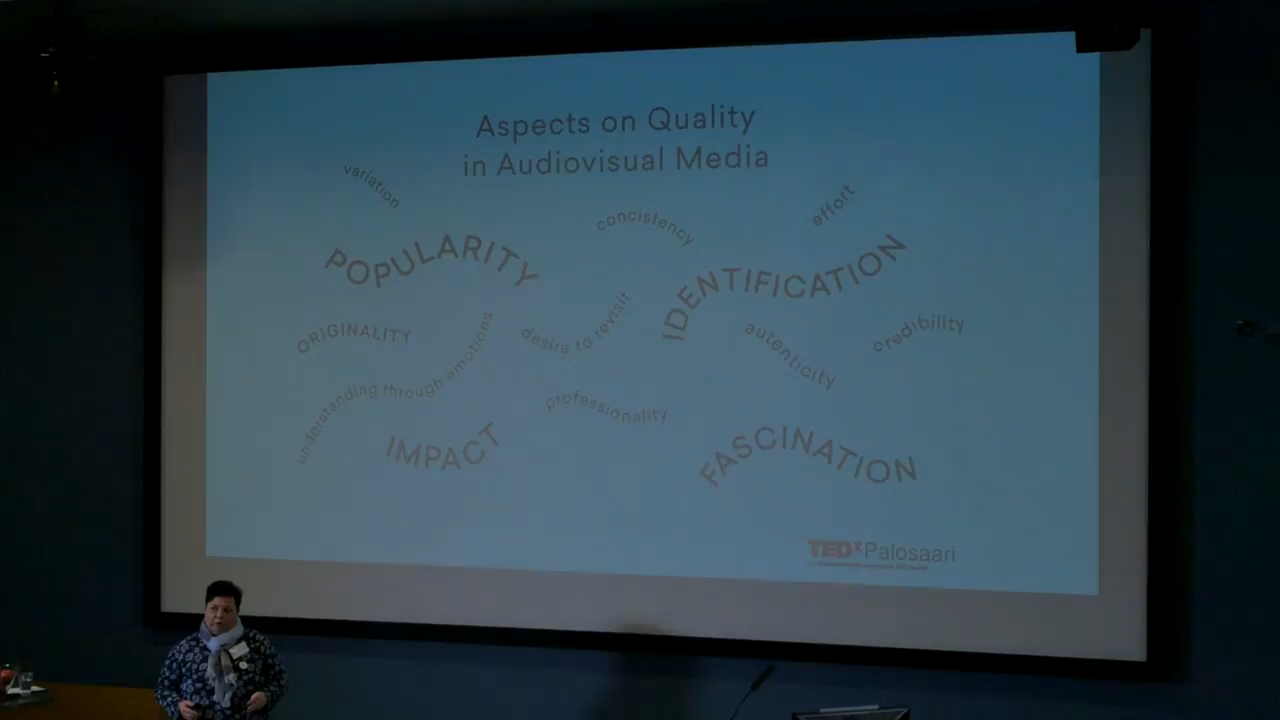 Aspects on Quality
in Audiovisual Media
variation
concistency
effort
POPULARITY
IDENTIFICATION
ORIGINALITY
desire to revisit
autenticity
credibility
understanding through emotions
professionality
IMPACT
FASCINATION
TEDxPalosaari